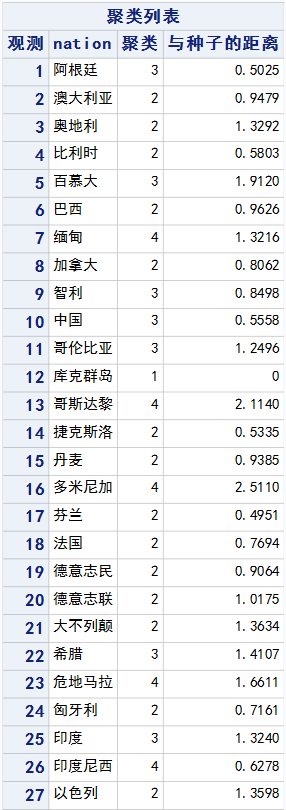 聚类列表
观测 nation 聚类 与种子的距离
1 阿根廷 3 0.5025
2 澳大利亚 2 0.9479
3 奥地利 2 1.3292
4 比利时 2 0.5803
5 百慕大 3 1.9120
6 巴西 2 0.9626
7 缅甸 4 1.3216
8 加拿大 2 0.8062
9 智利 3 0.8498
10 中国 3 0.5558
11 哥伦比亚 3 1.2496
12 库克群岛 1 0
13 哥斯达黎 4 2.1140
14 捷克斯洛 2 0.5335
15 丹麦 2 0.9385
16 多米尼加 4 2.5110
17 芬兰 2 0.4951
18 法国 2 0.7694
19 德意志民 2 0.9064
20 德意志联 2 1.0175
21 大不列颠 2 1.3634
22 希腊 3 1.4107
23 危地马拉 4 1.6611
24 匈牙利 2 0.7161
25 印度 3 1.3240
26 印度尼西 4 0.6278
27 以色列 2 1.3598